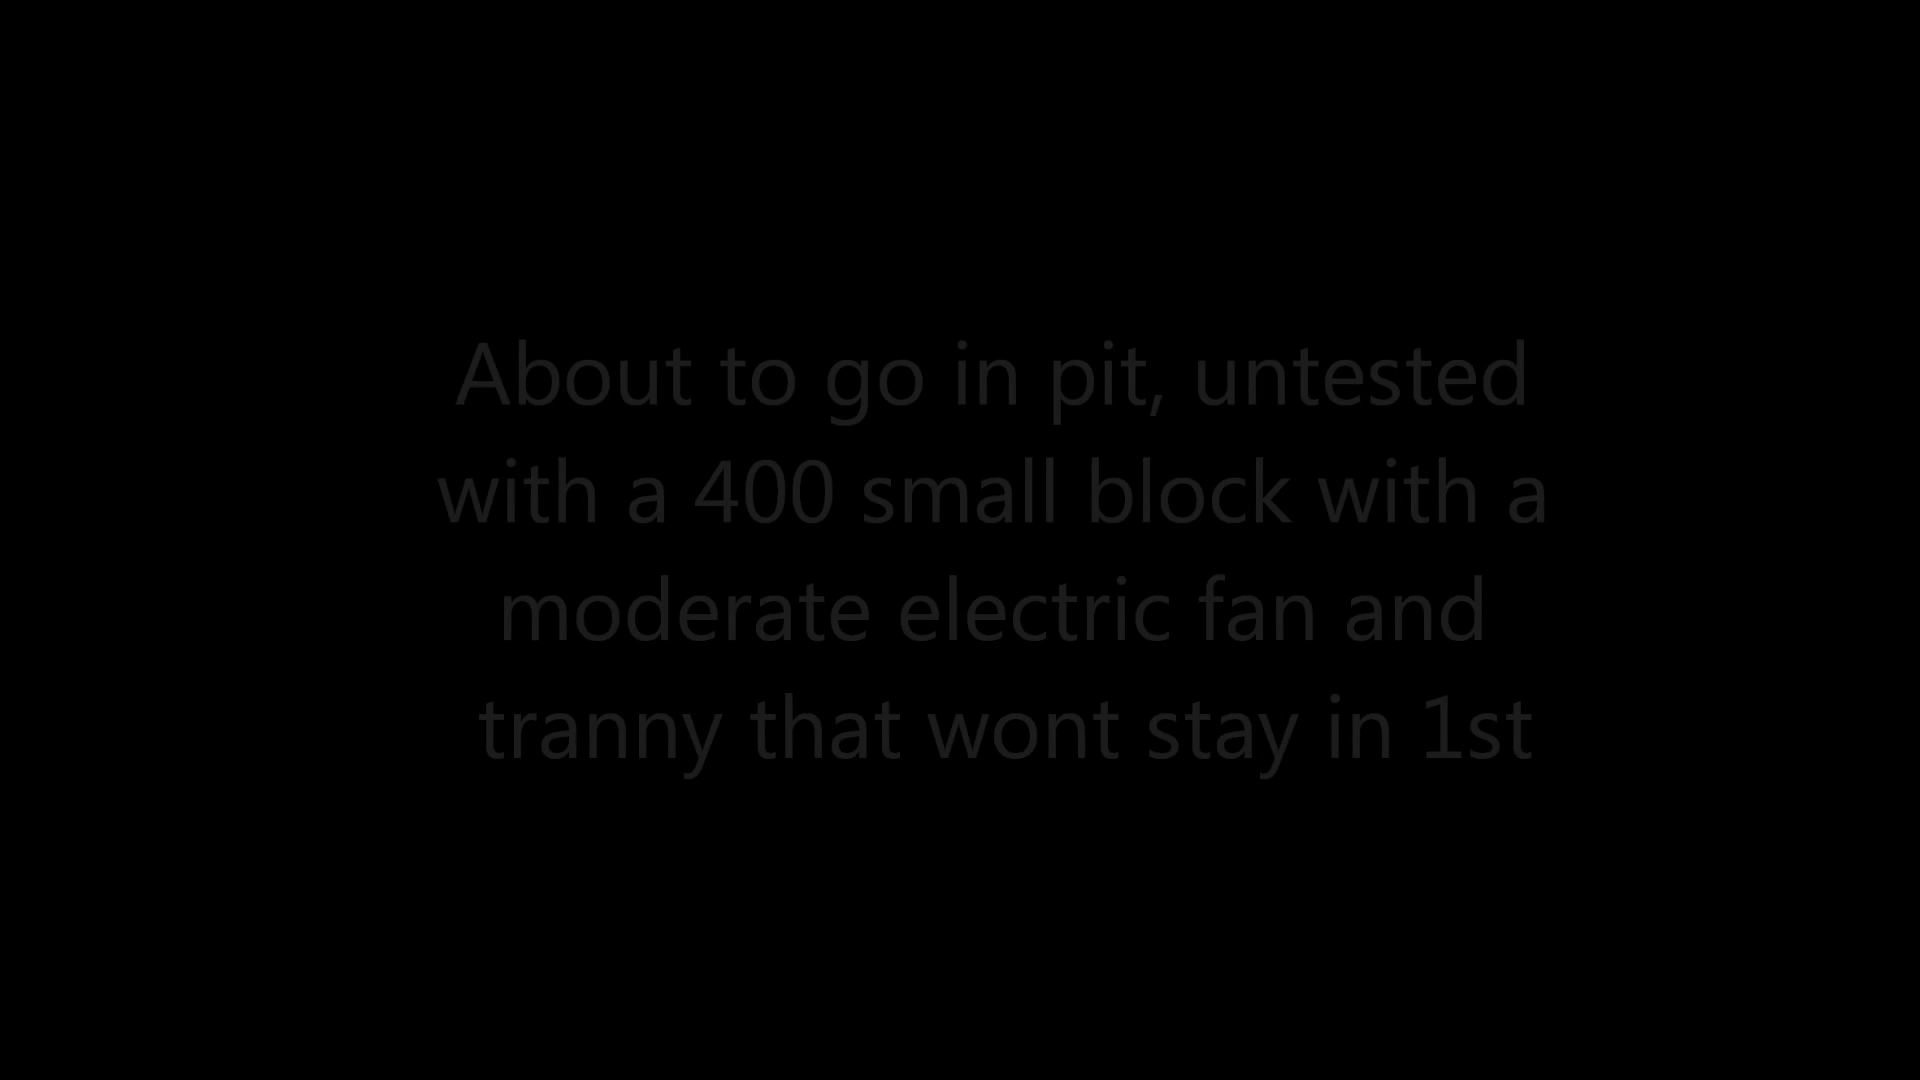 About to go in pit, untested
with a 400 small block with a
moderate electric fan and
tranny that wont stay in 1st